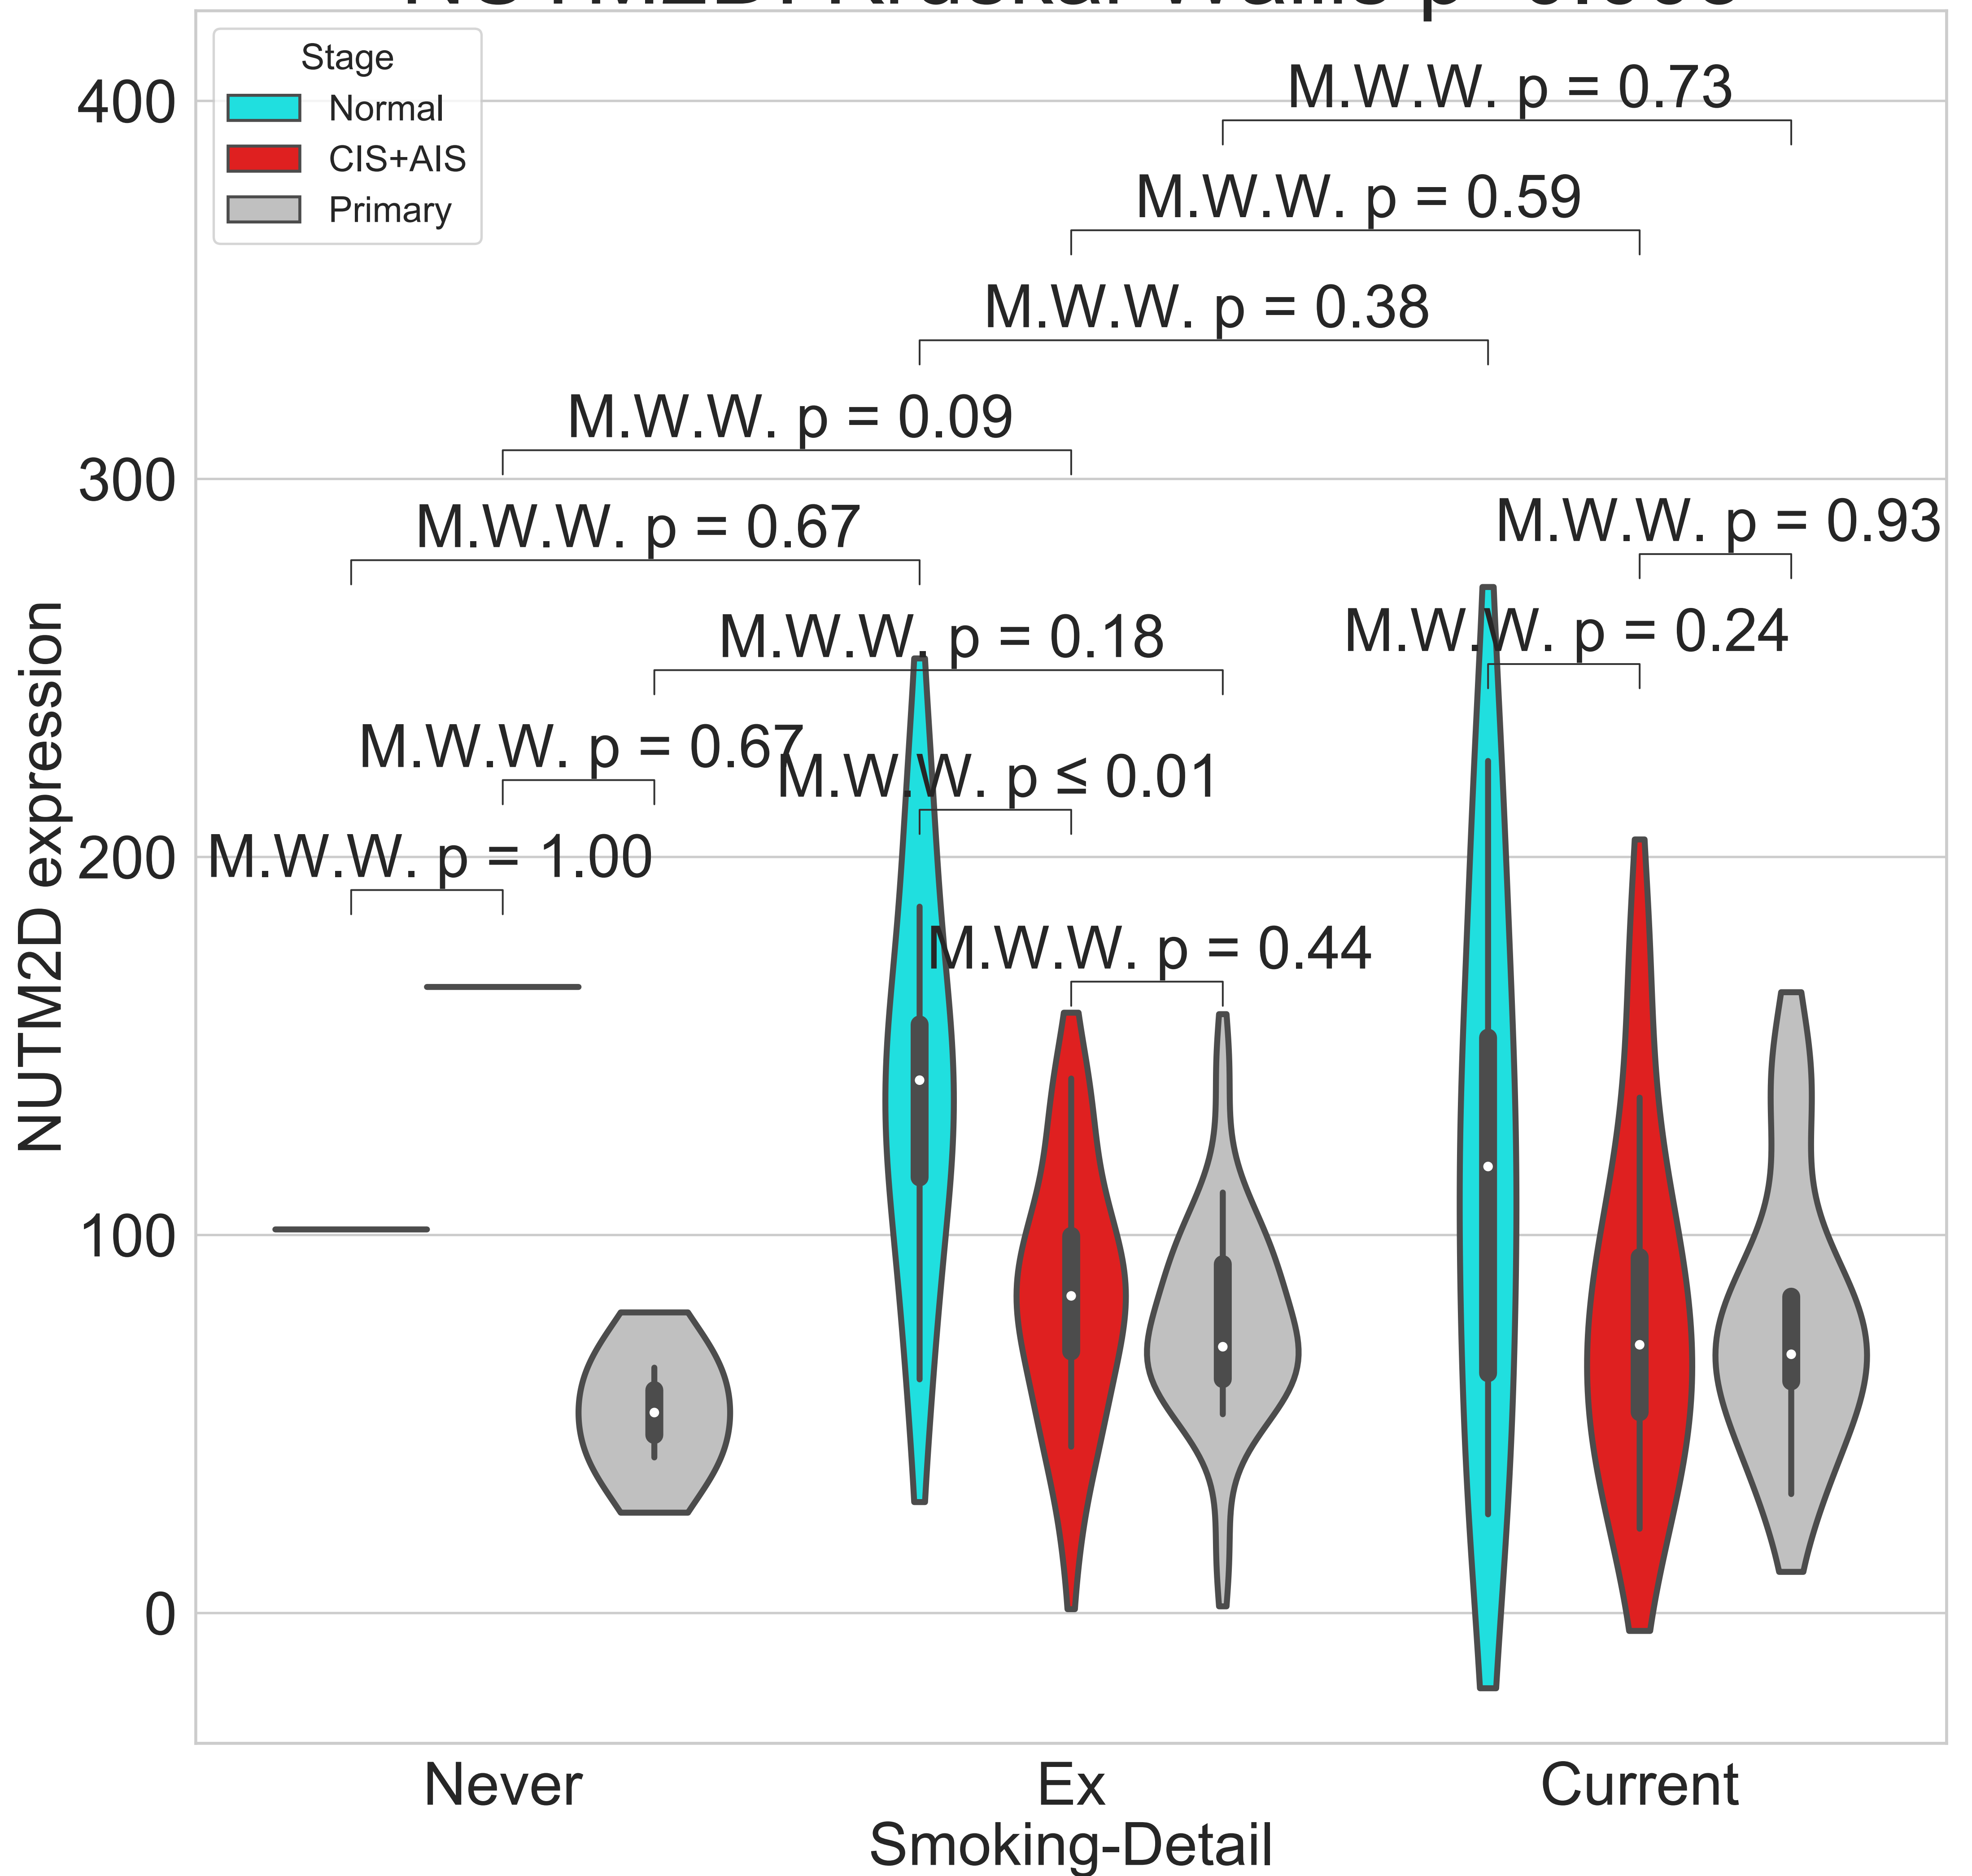 Stage
Normal
CIS+AIS
Primary
400
300
200
100
0
NUTM2D expression
M.W.W. p = 0.73
M.W.W. p = 0.59
M.W.W. p = 0.38
M.W.W. p = 0.09
M.W.W. p = 0.67
M.W.W. p = 0.93
M.W.W. p = 0.18
M.W.W. p = 0.24
M.W.W. p = 0.67
M.W.W. p ≤ 0.01
M.W.W. p = 1.00
M.W.W. p = 0.44
Never
Ex
Current
Smoking-Detail